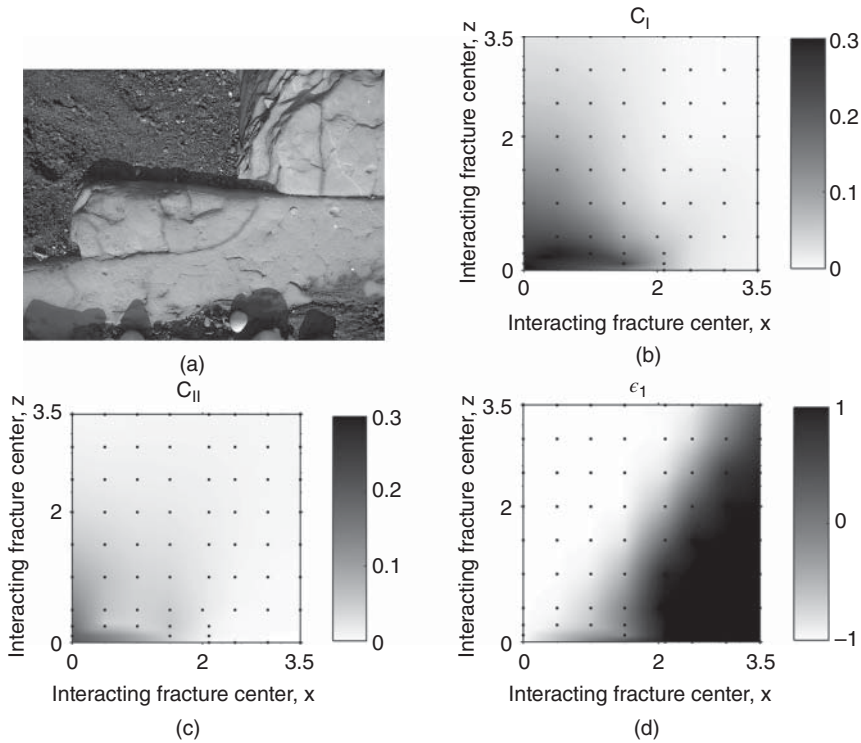 (a)
C_I
Interacting fracture center, z
3.5
2
0
0
2
3.5
Interacting fracture center, x
0.3
0.2
0.1
0
(b)
C_II
Interacting fracture center, z
3.5
2
0
0
2
3.5
Interacting fracture center, x
0.3
0.2
0.1
0
(c)
ϵ_1
Interacting fracture center, z
3.5
2
0
0
2
3.5
Interacting fracture center, x
1
0
−1
(d)